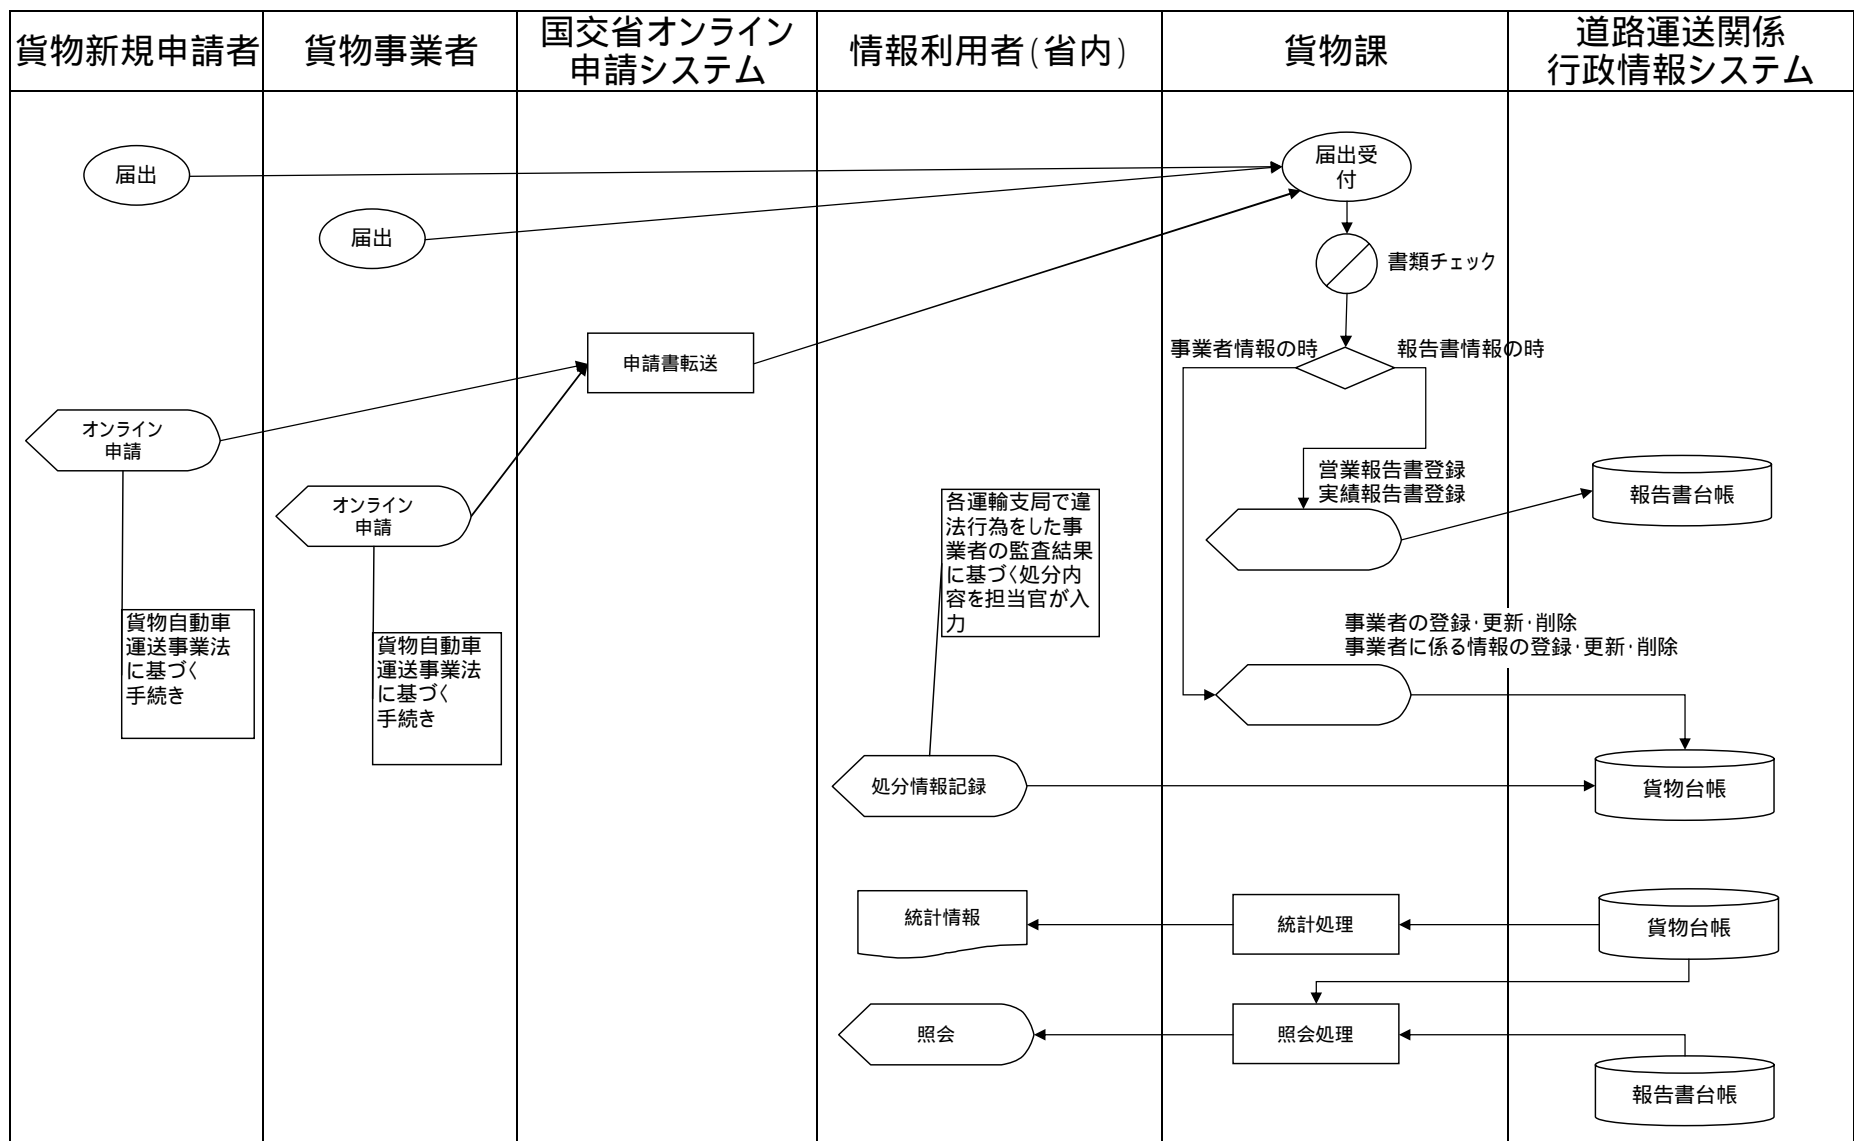 貨物新規申請者
貨物事業者
国交省オンライン
申請システム
情報利用者(省内)
貨物課
道路運送関係
行政情報システム
届出
届出
届出受
付
書類チェック
事業者情報の時
報告書情報の時
申請書転送
オンライン
申請
オンライン
申請
営業報告書登録
実績報告書登録
報告書台帳
各運輸支局で違
法行為をした事
業者の監査結果
に基づく処分内
容を担当官が入
力
貨物自動車
運送事業法
に基づく
手続き
貨物自動車
運送事業法
に基づく
手続き
事業者の登録・更新・削除
事業者に係る情報の登録・更新・削除
処分情報記録
貨物台帳
統計情報
統計処理
貨物台帳
照会
照会処理
報告書台帳